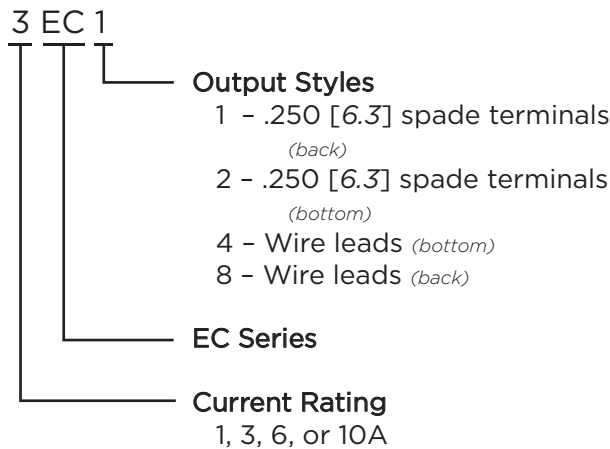 3 EC 1
Output Styles
1 – .250 [6.3] spade terminals
(back)
2 – .250 [6.3] spade terminals
(bottom)
4 – Wire leads (bottom)
8 – Wire leads (back)
EC Series
Current Rating
1, 3, 6, or 10A